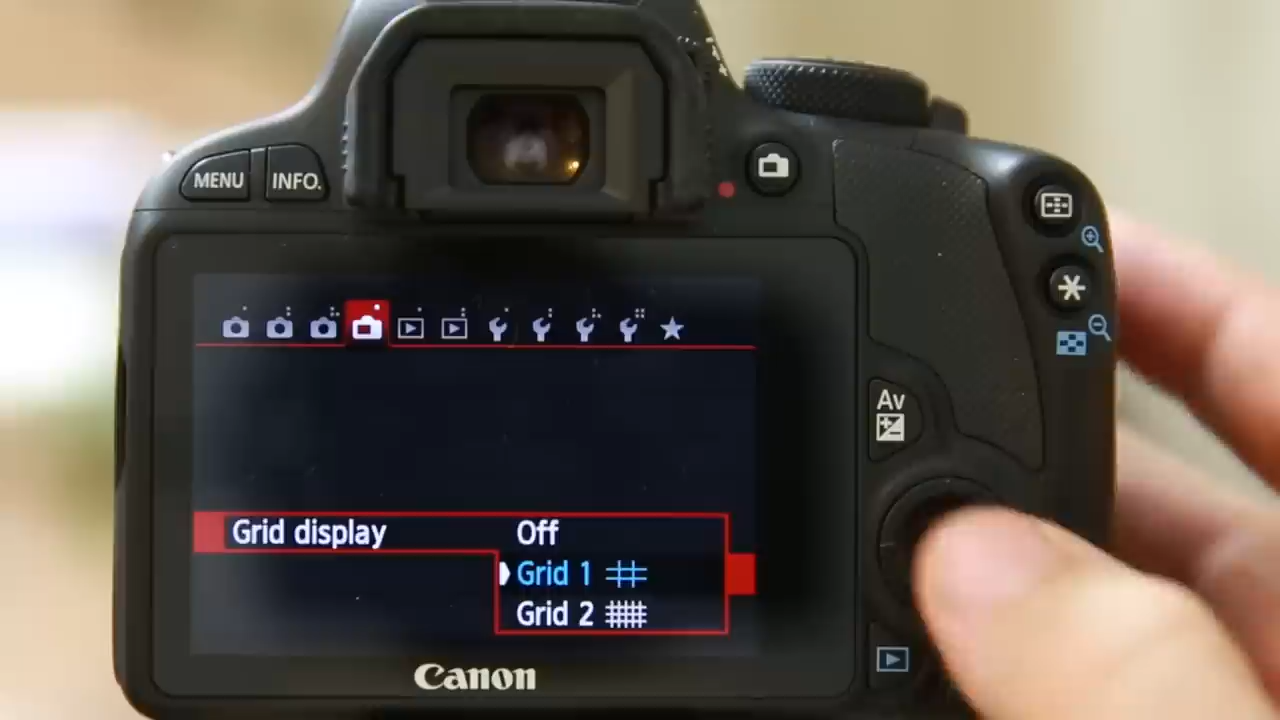 MENU
INFO.
Av
Grid display
Off
Grid 1
Grid 2
Canon